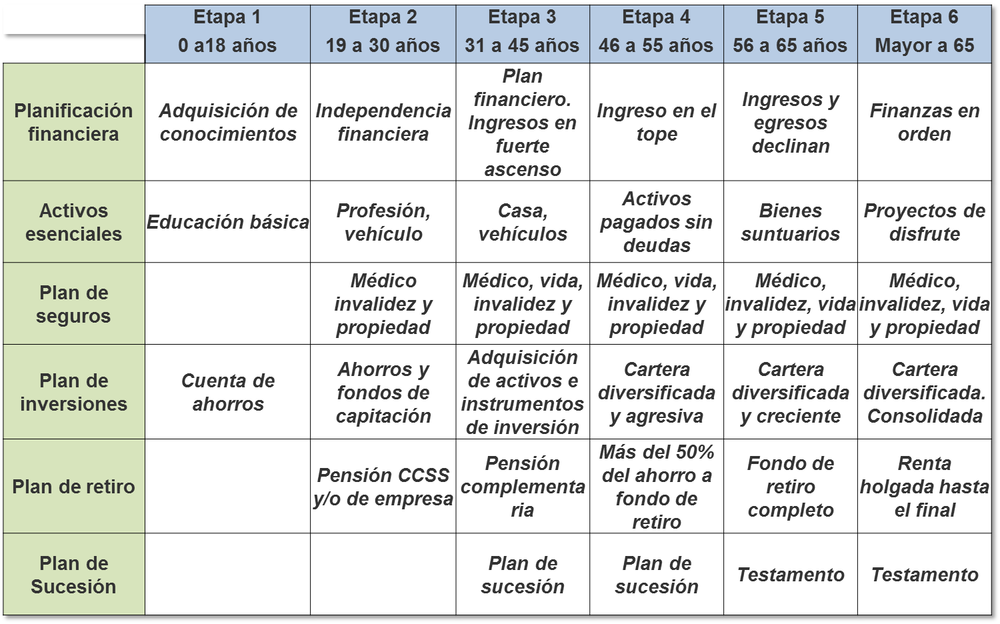 Etapa 1
0 a18 años
Etapa 2
19 a 30 años
Etapa 3
31 a 45 años
Etapa 4
46 a 55 años
Etapa 5
56 a 65 años
Etapa 6
Mayor a 65
Planificación
financiera
Adquisición de
conocimientos
Independencia
financiera
Plan
financiero.
Ingresos en
fuerte
ascenso
Ingreso en el
tope
Ingresos y
egresos
declinan
Finanzas en
orden
Activos
esenciales
Educación básica
Profesión,
vehículo
Casa,
vehículos
Activos
pagados sin
deudas
Bienes
suntuarios
Proyectos de
disfrute
Plan de
seguros
Médico
invalidez y
propiedad
Médico, vida,
invalidez y
propiedad
Médico, vida,
invalidez y
propiedad
Médico,
invalidez, vida
y propiedad
Médico,
invalidez, vida
y propiedad
Plan de
inversiones
Cuenta de
ahorros
Ahorros y
fondos de
capitación
Adquisición
de activos e
instrumentos
de inversión
Cartera
diversificada
y agresiva
Cartera
diversificada
y creciente
Cartera
diversificada.
Consolidada
Plan de retiro
Pensión CCSS
y/o de empresa
Pensión
complementa
ria
Más del 50%
del ahorro a
fondo de
retiro
Fondo de
retiro
completo
Renta
holgada hasta
el final
Plan de
Sucesión
Plan de
sucesión
Plan de
sucesión
Testamento
Testamento